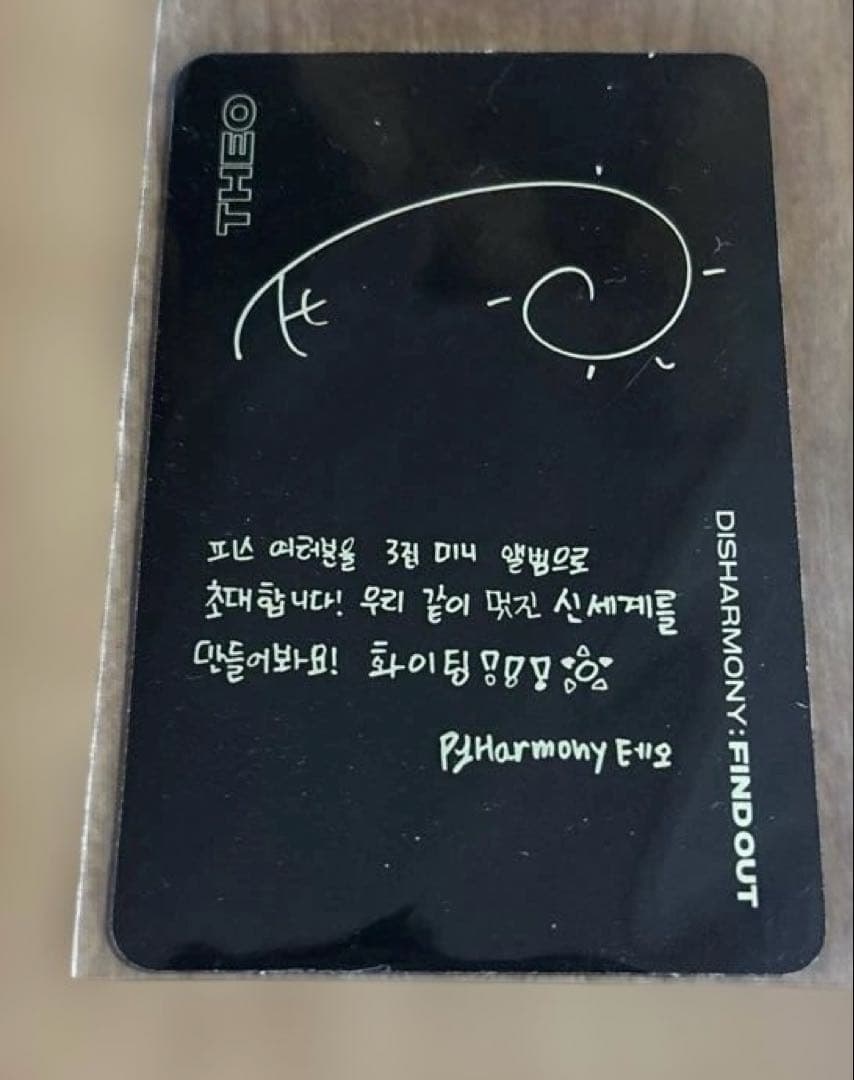 THEO
피스 여러분을 3집 미니 앨범으로
초대합니다! 우리 같이 멋진 신세계를
만들어봐요! 화이팅!!!
P1Harmony 테오
DISHARMONY: FIND OUT